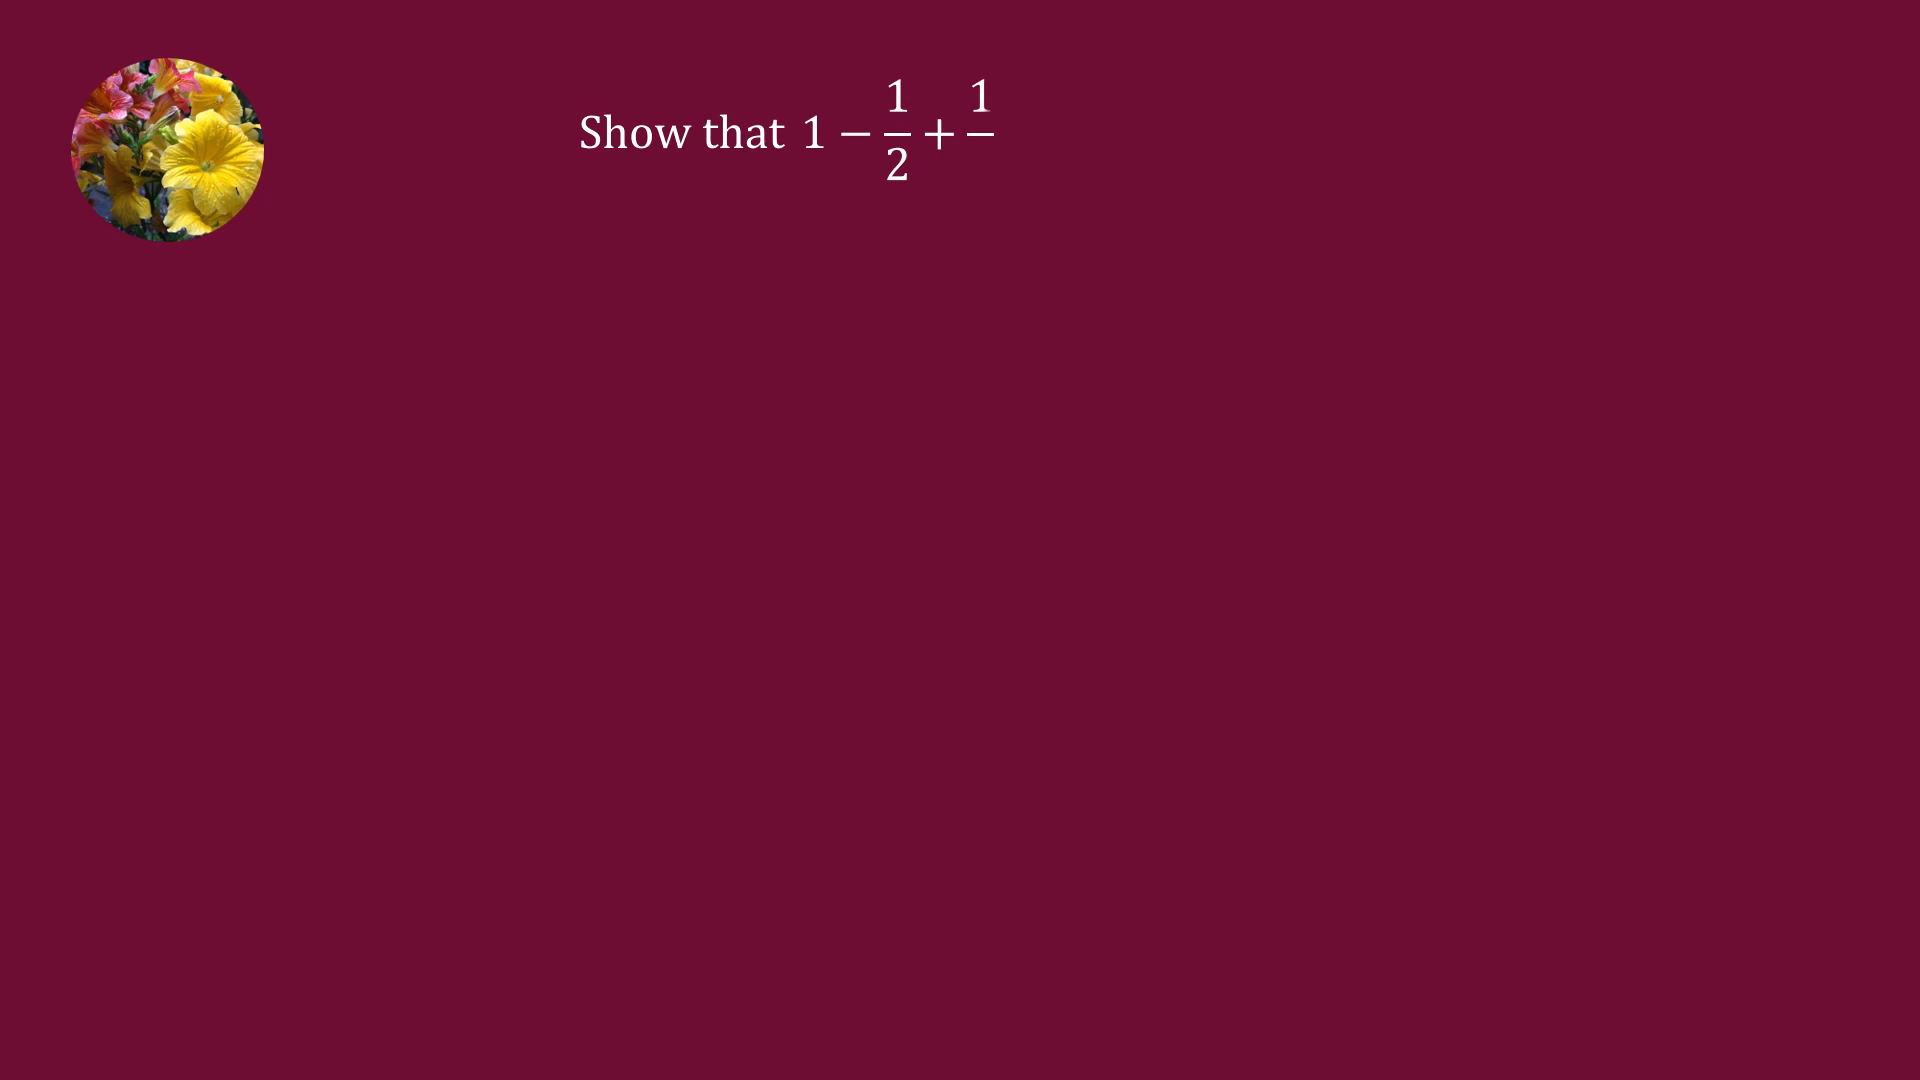 Show that 1 − 1/2 + 1/